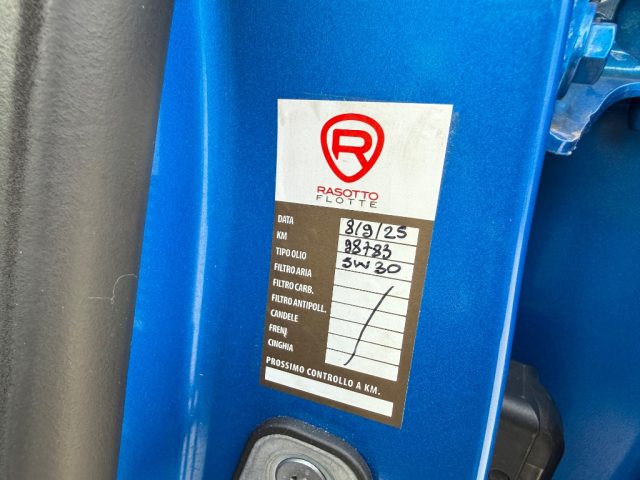 R
RASOTTO
FLOTTE
DATA 8/9/25
KM 98783
TIPO OLIO 5W30
FILTRO ARIA
FILTRO CARB.
FILTRO ANTIPOLL.
CANDELE
FRENI
CINGHIA
PROSSIMO CONTROLLO A KM.